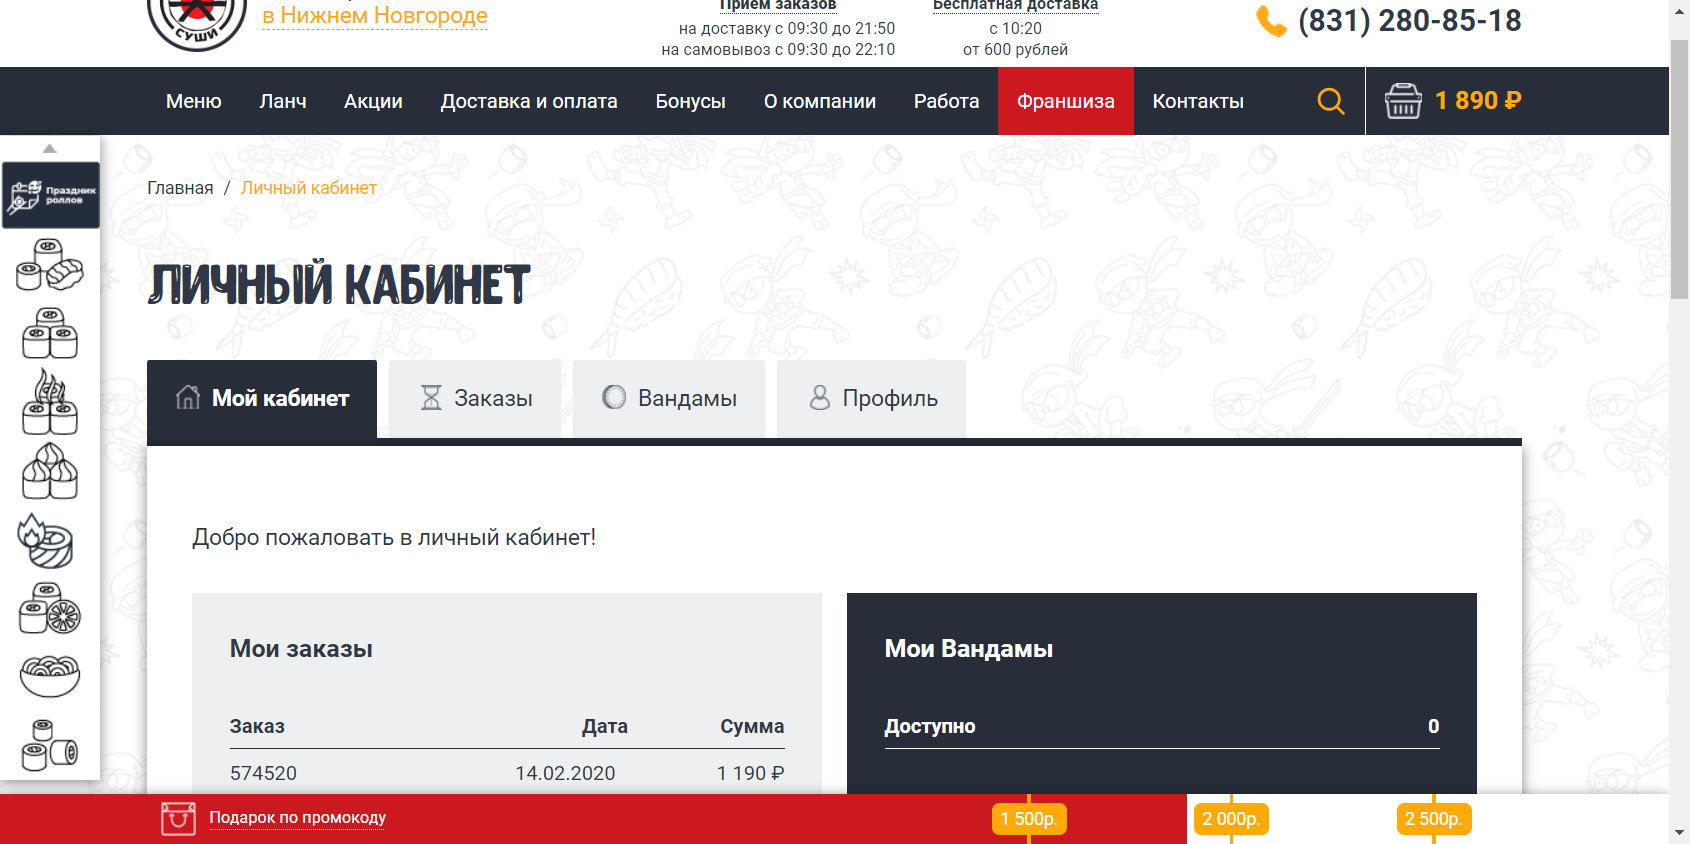 СУШИ
в Нижнем Новгороде
Прием заказов
на доставку с 09:30 до 21:50
на самовывоз с 09:30 до 22:10
Бесплатная доставка
с 10:20
от 600 рублей
(831) 280-85-18
Меню Ланч Акции Доставка и оплата Бонусы О компании Работа Франшиза Контакты 1 890 ₽
Праздник
роллов
Главная / Личный кабинет
ЛИЧНЫЙ КАБИНЕТ
Мой кабинет Заказы Вандамы Профиль
Добро пожаловать в личный кабинет!
Мои заказы
Заказ Дата Сумма
574520 14.02.2020 1 190 ₽
Мои Вандамы
Доступно 0
Подарок по промокоду 1 500р. 2 000р. 2 500р.